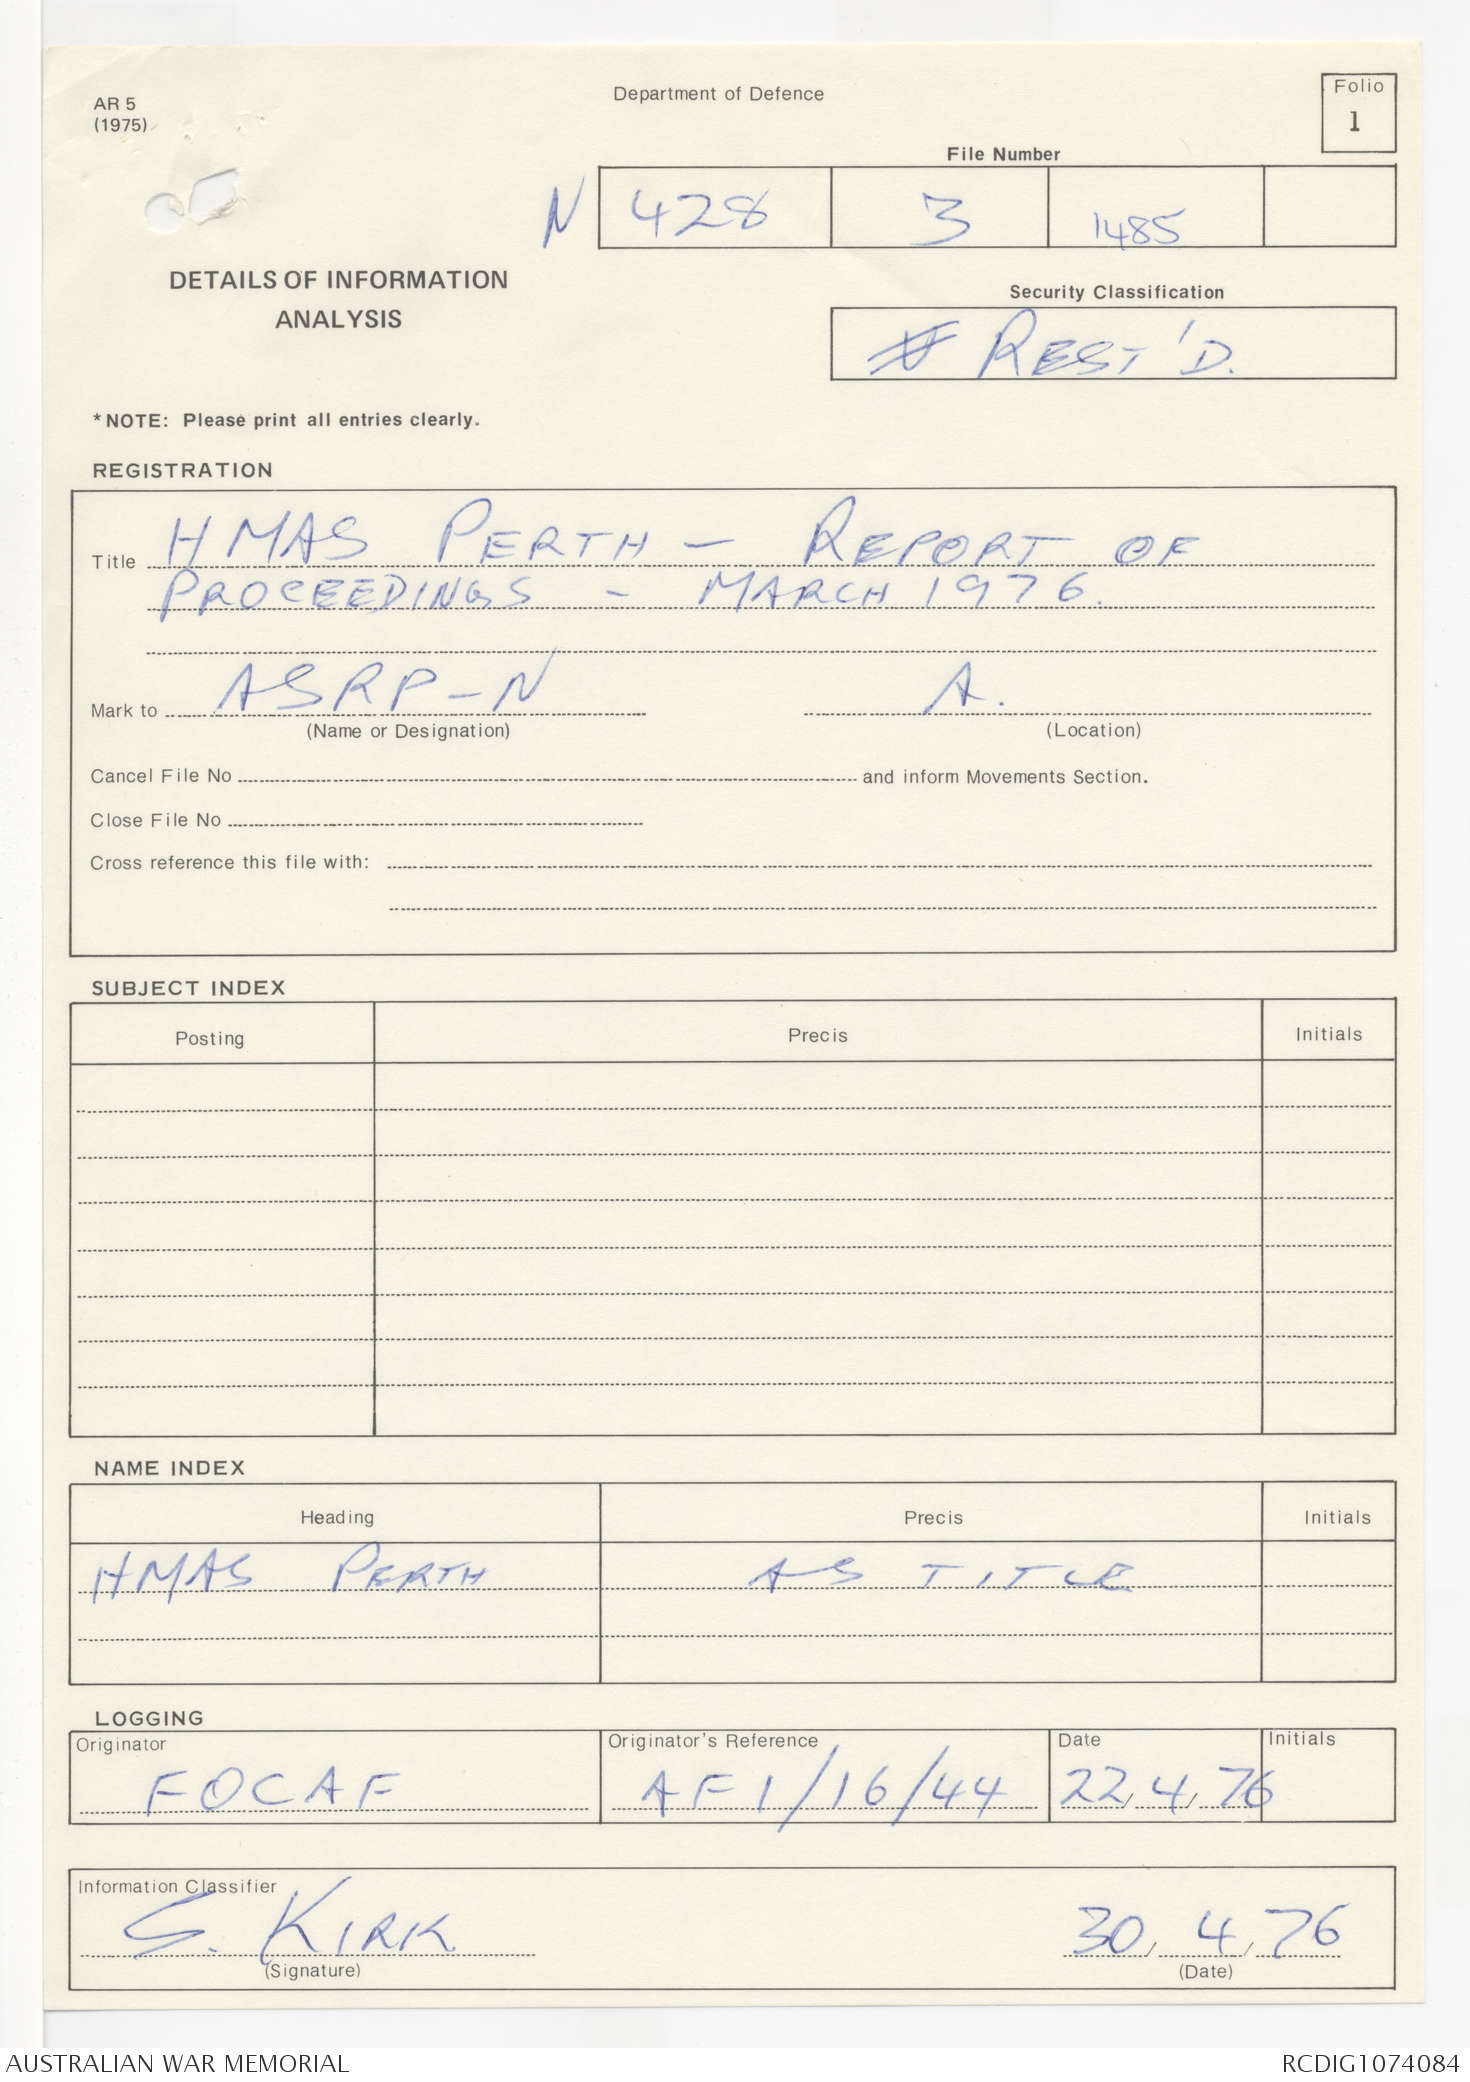 AR 5
(1975)
Department of Defence
Folio
1
File Number
N 428 3 1485
DETAILS OF INFORMATION
ANALYSIS
Security Classification
REST'D.
*NOTE: Please print all entries clearly.
REGISTRATION
Title HMAS PERTH - REPORT OF
PROCEEDINGS - MARCH 1976.
Mark to ASRP-N A.
(Name or Designation) (Location)
Cancel File No and inform Movements Section.
Close File No
Cross reference this file with:
SUBJECT INDEX
Posting Precis Initials
NAME INDEX
Heading Precis Initials
HMAS PERTH AS TITLE
LOGGING
Originator Originator's Reference Date Initials
FOCAF AF1/16/44 22,4,76
Information Classifier
S. KIRK 30,4,76
(Signature) (Date)
AUSTRALIAN WAR MEMORIAL RCDIG1074084